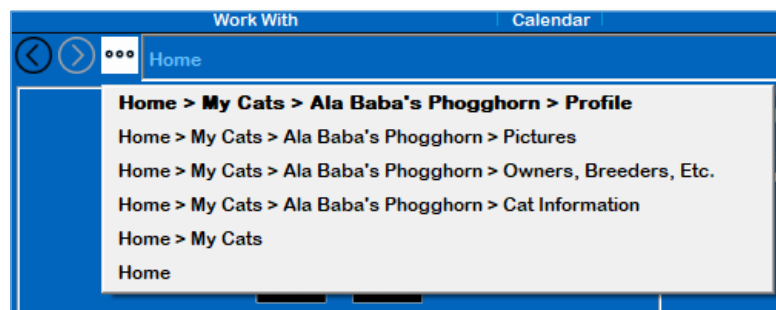 Work With Calendar
Home
Home > My Cats > Ala Baba's Phogghorn > Profile
Home > My Cats > Ala Baba's Phogghorn > Pictures
Home > My Cats > Ala Baba's Phogghorn > Owners, Breeders, Etc.
Home > My Cats > Ala Baba's Phogghorn > Cat Information
Home > My Cats
Home